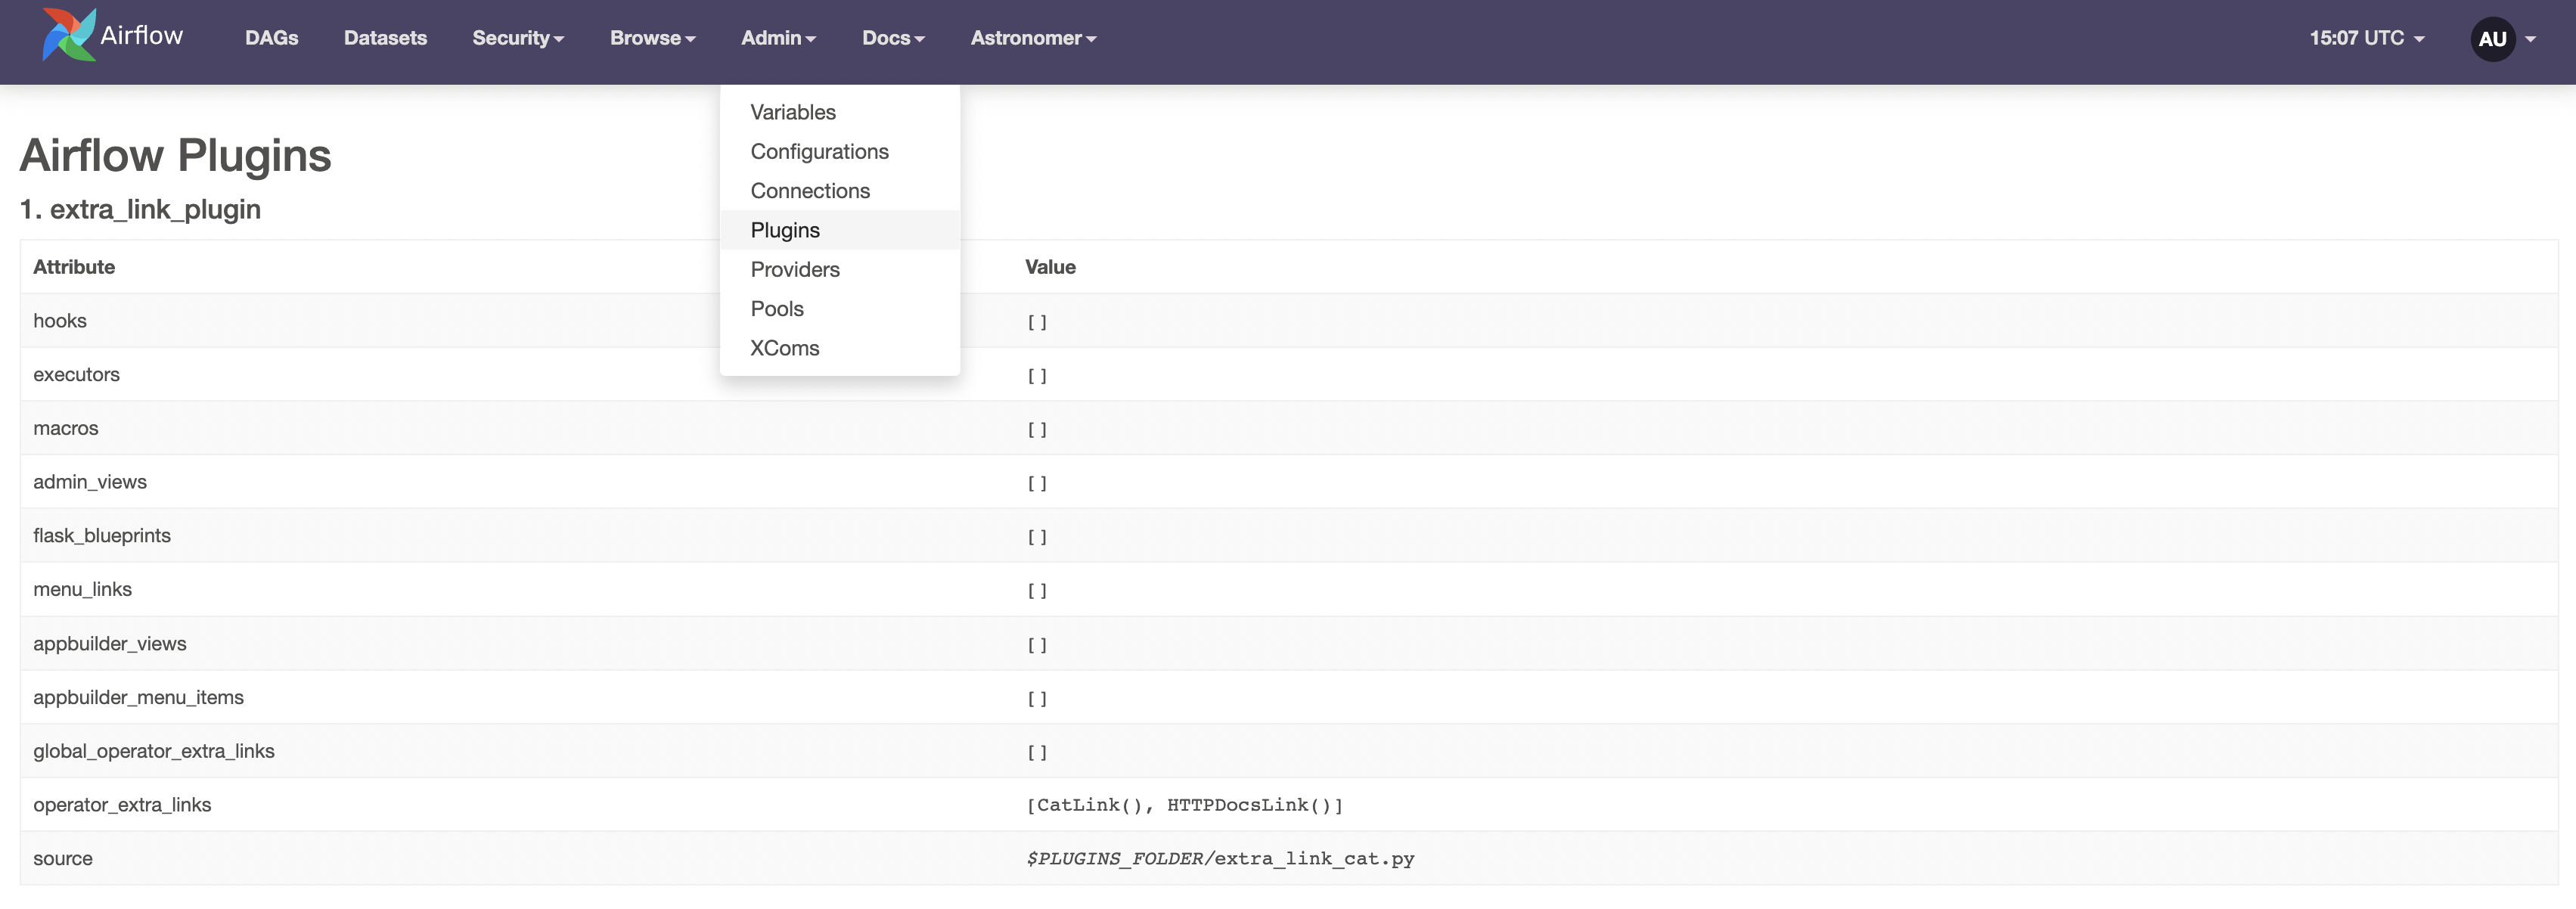 Airflow DAGs Datasets Security Browse Admin Docs Astronomer 15:07 UTC AU
Variables
Configurations
Connections
Plugins
Providers
Pools
XComs
Airflow Plugins
1. extra_link_plugin
Attribute Value
hooks []
executors []
macros []
admin_views []
flask_blueprints []
menu_links []
appbuilder_views []
appbuilder_menu_items []
global_operator_extra_links []
operator_extra_links [CatLink(), HTTPDocsLink()]
source $PLUGINS_FOLDER/extra_link_cat.py